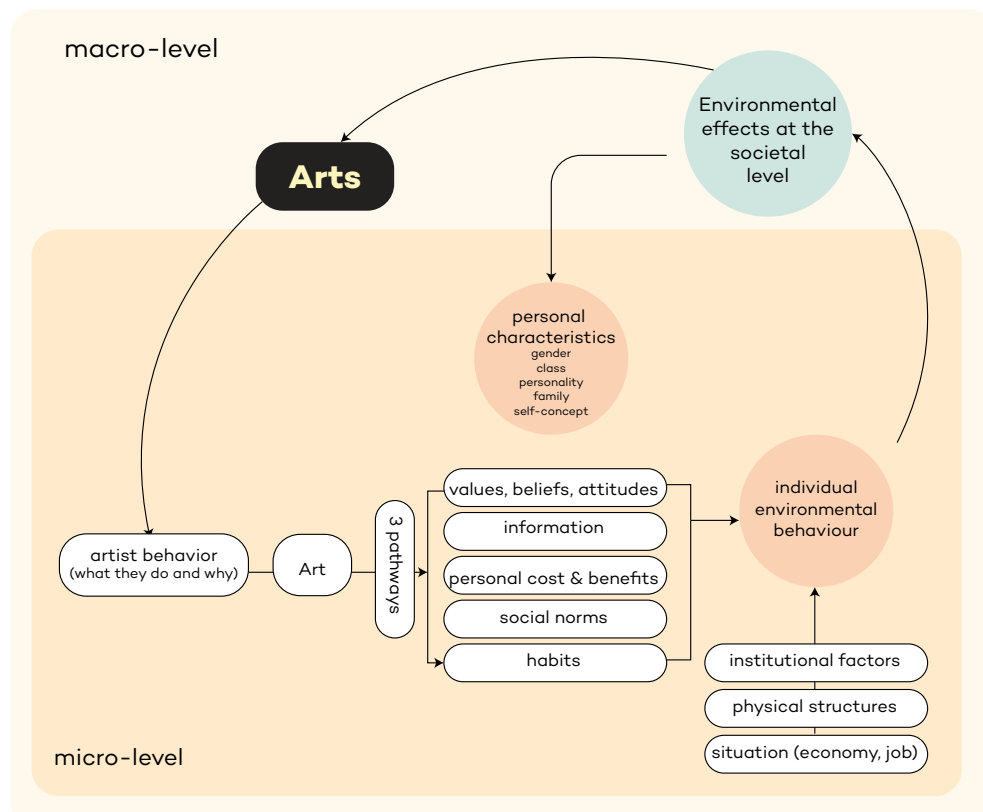 macro-level
Environmental
effects at the
societal
level
Arts
personal
characteristics
gender
class
personality
family
self-concept
artist behavior
(what they do and why)
Art
3 pathways
values, beliefs, attitudes
information
personal cost & benefits
social norms
habits
individual
environmental
behaviour
institutional factors
physical structures
situation (economy, job)
micro-level